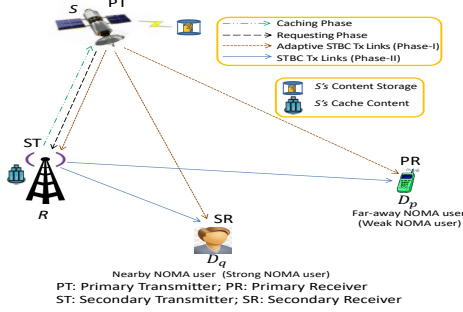 S
PT
Caching Phase
Requesting Phase
Adaptive STBC Tx Links (Phase-I)
STBC Tx Links (Phase-II)
S's Content Storage
S's Cache Content
ST
R
PR
D_p
Far-away NOMA user
(Weak NOMA user)
SR
D_q
Nearby NOMA user (Strong NOMA user)
PT: Primary Transmitter; PR: Primary Receiver
ST: Secondary Transmitter; SR: Secondary Receiver